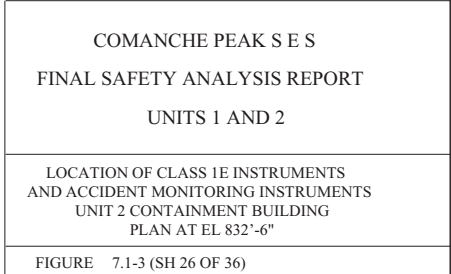 COMANCHE PEAK S E S
FINAL SAFETY ANALYSIS REPORT
UNITS 1 AND 2
LOCATION OF CLASS 1E INSTRUMENTS
AND ACCIDENT MONITORING INSTRUMENTS
UNIT 2 CONTAINMENT BUILDING
PLAN AT EL 832'-6"
FIGURE 7.1-3 (SH 26 OF 36)